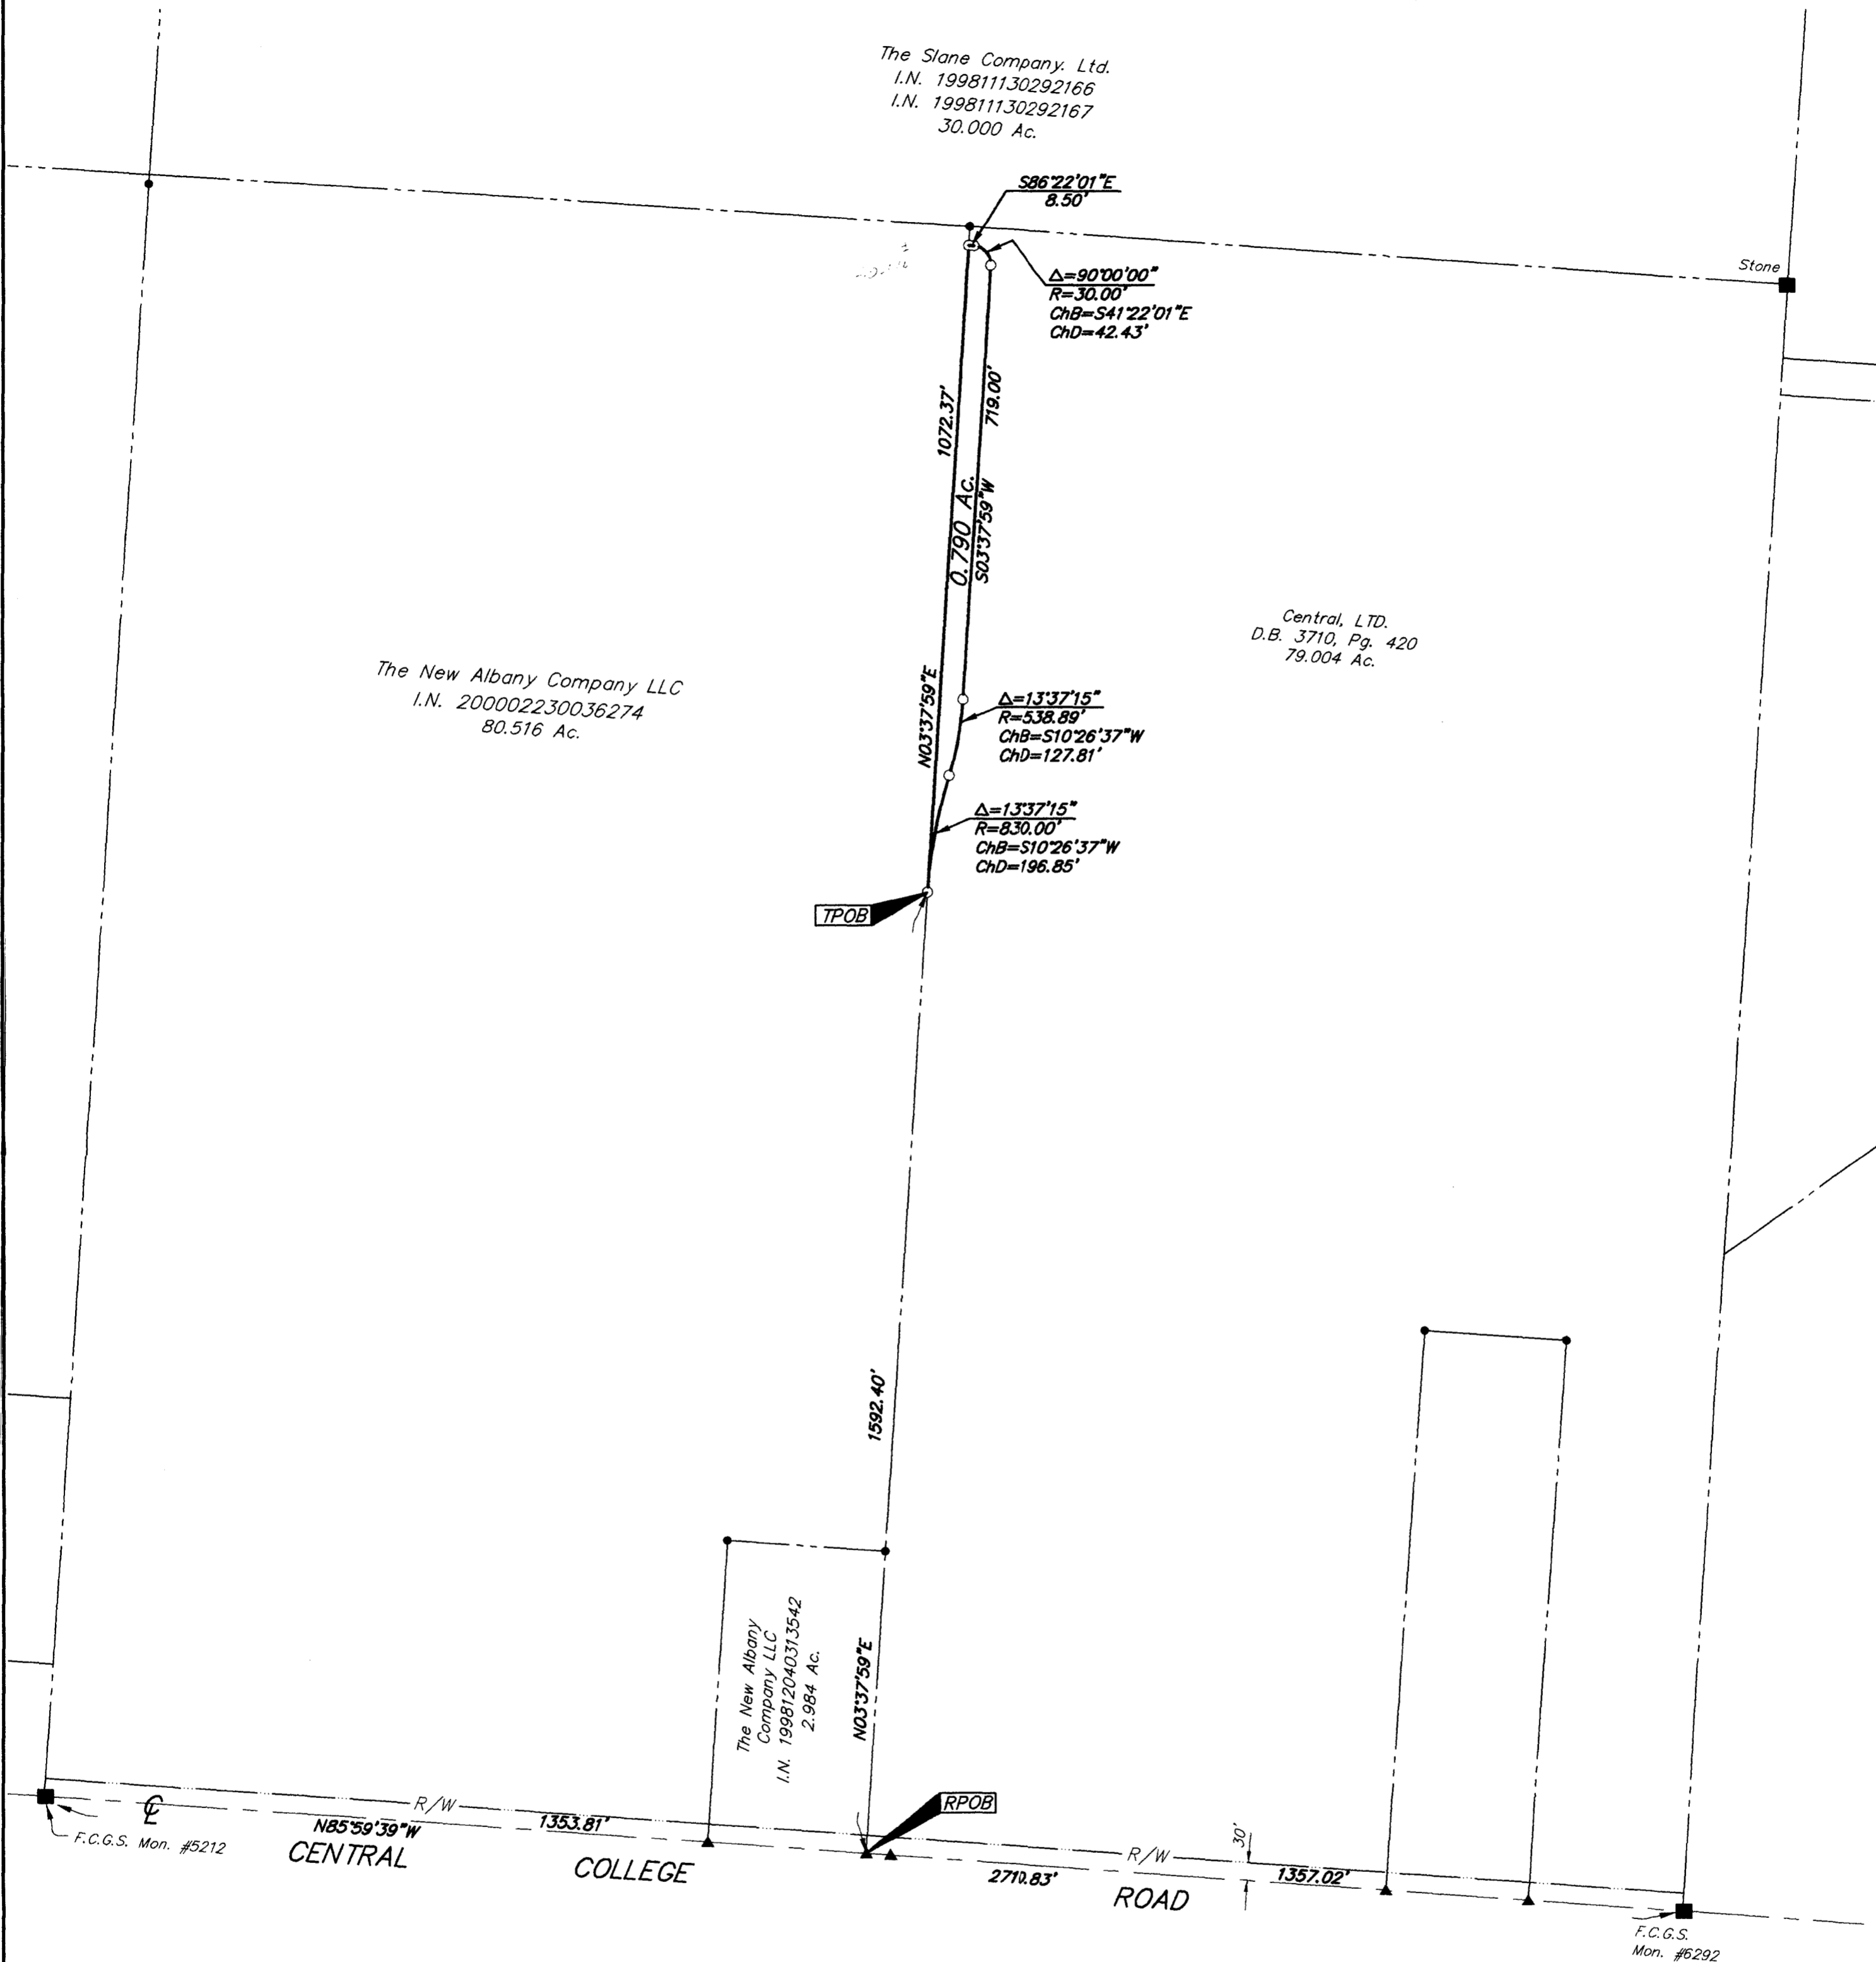 The Slane Company. Ltd.
I.N. 199811130292166
I.N. 199811130292167
30.000 Ac.
S86°22'01"E
8.50'
Δ=90°00'00"
R=30.00'
ChB=S41°22'01"E
ChD=42.43'
Stone
1072.37'
719.00'
0.790 Ac.
S03°37'59"W
N03°37'59"E
The New Albany Company LLC
I.N. 200002230036274
80.516 Ac.
Central, LTD.
D.B. 3710, Pg. 420
79.004 Ac.
Δ=13°37'15"
R=538.89'
ChB=S10°26'37"W
ChD=127.81'
Δ=13°37'15"
R=830.00'
ChB=S10°26'37"W
ChD=196.85'
TPOB
1592.40'
The New Albany
Company LLC
I.N. 199812040313542
2.984 Ac.
N03°37'59"E
RPOB
℄
R/W
N85°59'39"W
1353.81'
F.C.G.S. Mon. #5212
CENTRAL COLLEGE ROAD
2710.83'
R/W
30'
1357.02'
F.C.G.S.
Mon. #6292